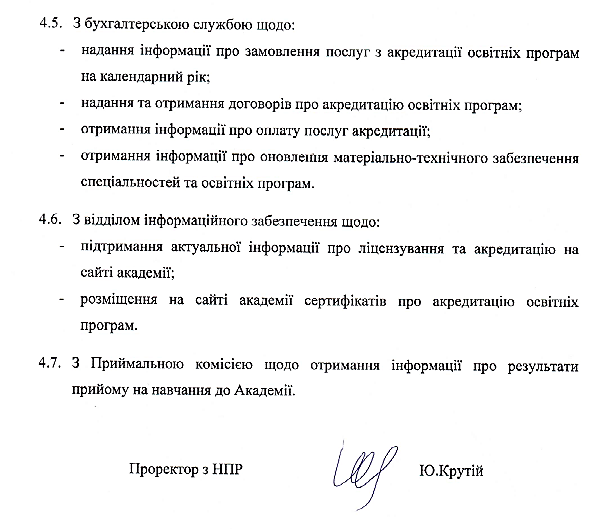 4.5. З бухгалтерською службою щодо:
- надання інформації про замовлення послуг з акредитації освітніх програм
на календарний рік;
- надання та отримання договорів про акредитацію освітніх програм;
- отримання інформації про оплату послуг акредитації;
- отримання інформації про оновлення матеріально-технічного забезпечення
спеціальностей та освітніх програм.
4.6. З відділом інформаційного забезпечення щодо:
- підтримання актуальної інформації про ліцензування та акредитацію на
сайті академії;
- розміщення на сайті академії сертифікатів про акредитацію освітніх
програм.
4.7. З Приймальною комісією щодо отримання інформації про результати
прийому на навчання до Академії.
Проректор з НПР Ю.Крутій